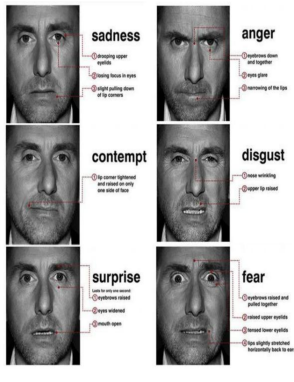 sadness
1 drooping upper
eyelids
2 losing focus in eyes
3 slight pulling down
of lip corners
anger
1 eyebrows down
and together
2 eyes glare
3 narrowing of the lips
contempt
1 lip corner tightened
and raised on only
one side of face
disgust
1 nose wrinkling
2 upper lip raised
surprise
Lasts for only one second
1 eyebrows raised
2 eyes widened
3 mouth open
fear
1 eyebrows raised and
pulled together
2 raised upper eyelids
3 tensed lower eyelids
4 lips slightly stretched
horizontally back to ear